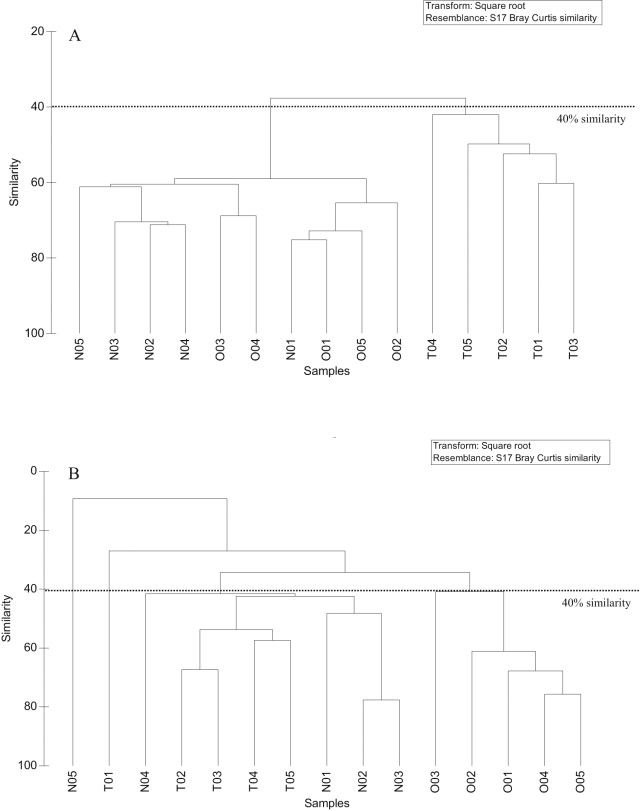 Transform: Square root
Resemblance: S17 Bray Curtis similarity
A
20
40
40% similarity
60
80
100
Similarity
N05 N03 N02 N04 O03 O04 N01 O01 O05 O02 T04 T05 T02 T01 T03
Samples
Transform: Square root
Resemblance: S17 Bray Curtis similarity
B
0
20
40
40% similarity
60
80
100
Similarity
N05 T01 N04 T02 T03 T04 T05 N01 N02 N03 O03 O02 O01 O04 O05
Samples